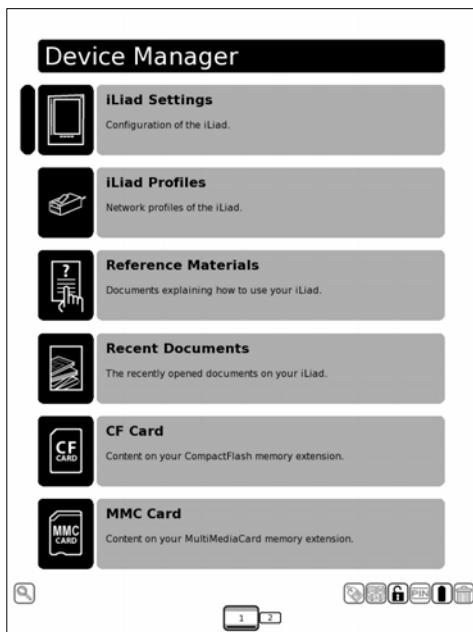 Device Manager
iLiad Settings
Configuration of the iLiad.
iLiad Profiles
Network profiles of the iLiad.
?
Reference Materials
Documents explaining how to use your iLiad.
Recent Documents
The recently opened documents on your iLiad.
CF
CARD
CF Card
Content on your CompactFlash memory extension.
MMC
CARD
MMC Card
Content on your MultiMediaCard memory extension.
PIN
1 2